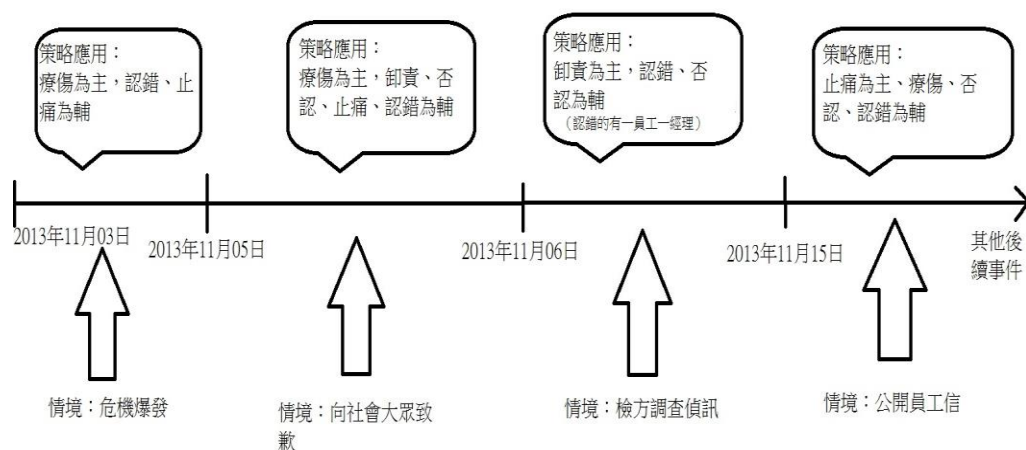 策略應用：
療傷為主，認錯、止
痛為輔
策略應用：
療傷為主，卸責、否
認、止痛、認錯為輔
策略應用：
卸責為主，認錯、否
認為輔
（認錯的有一員工一經理）
策略應用：
止痛為主、療傷、否
認、認錯為輔
2013年11月03日
2013年11月05日
2013年11月06日
2013年11月15日
其他後
續事件
情境：危機爆發
情境：向社會大眾致
歉
情境：檢方調查偵訊
情境：公開員工信